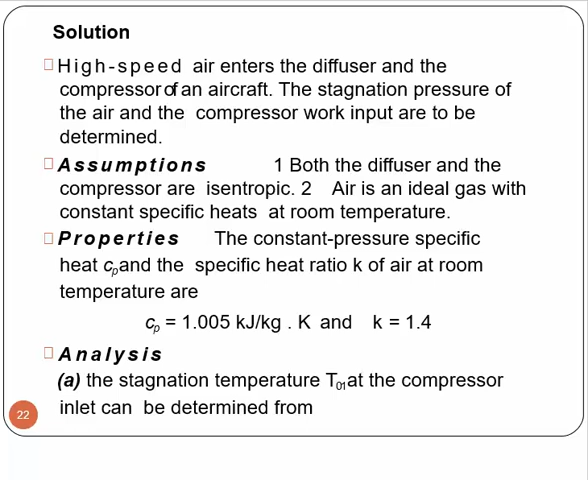 Solution
High-speed air enters the diffuser and the
compressor of an aircraft. The stagnation pressure of
the air and the compressor work input are to be
determined.
Assumptions 1 Both the diffuser and the
compressor are isentropic. 2 Air is an ideal gas with
constant specific heats at room temperature.
Properties The constant-pressure specific
heat cp and the specific heat ratio k of air at room
temperature are
cp = 1.005 kJ/kg . K and k = 1.4
Analysis
(a) the stagnation temperature T01 at the compressor
inlet can be determined from
22